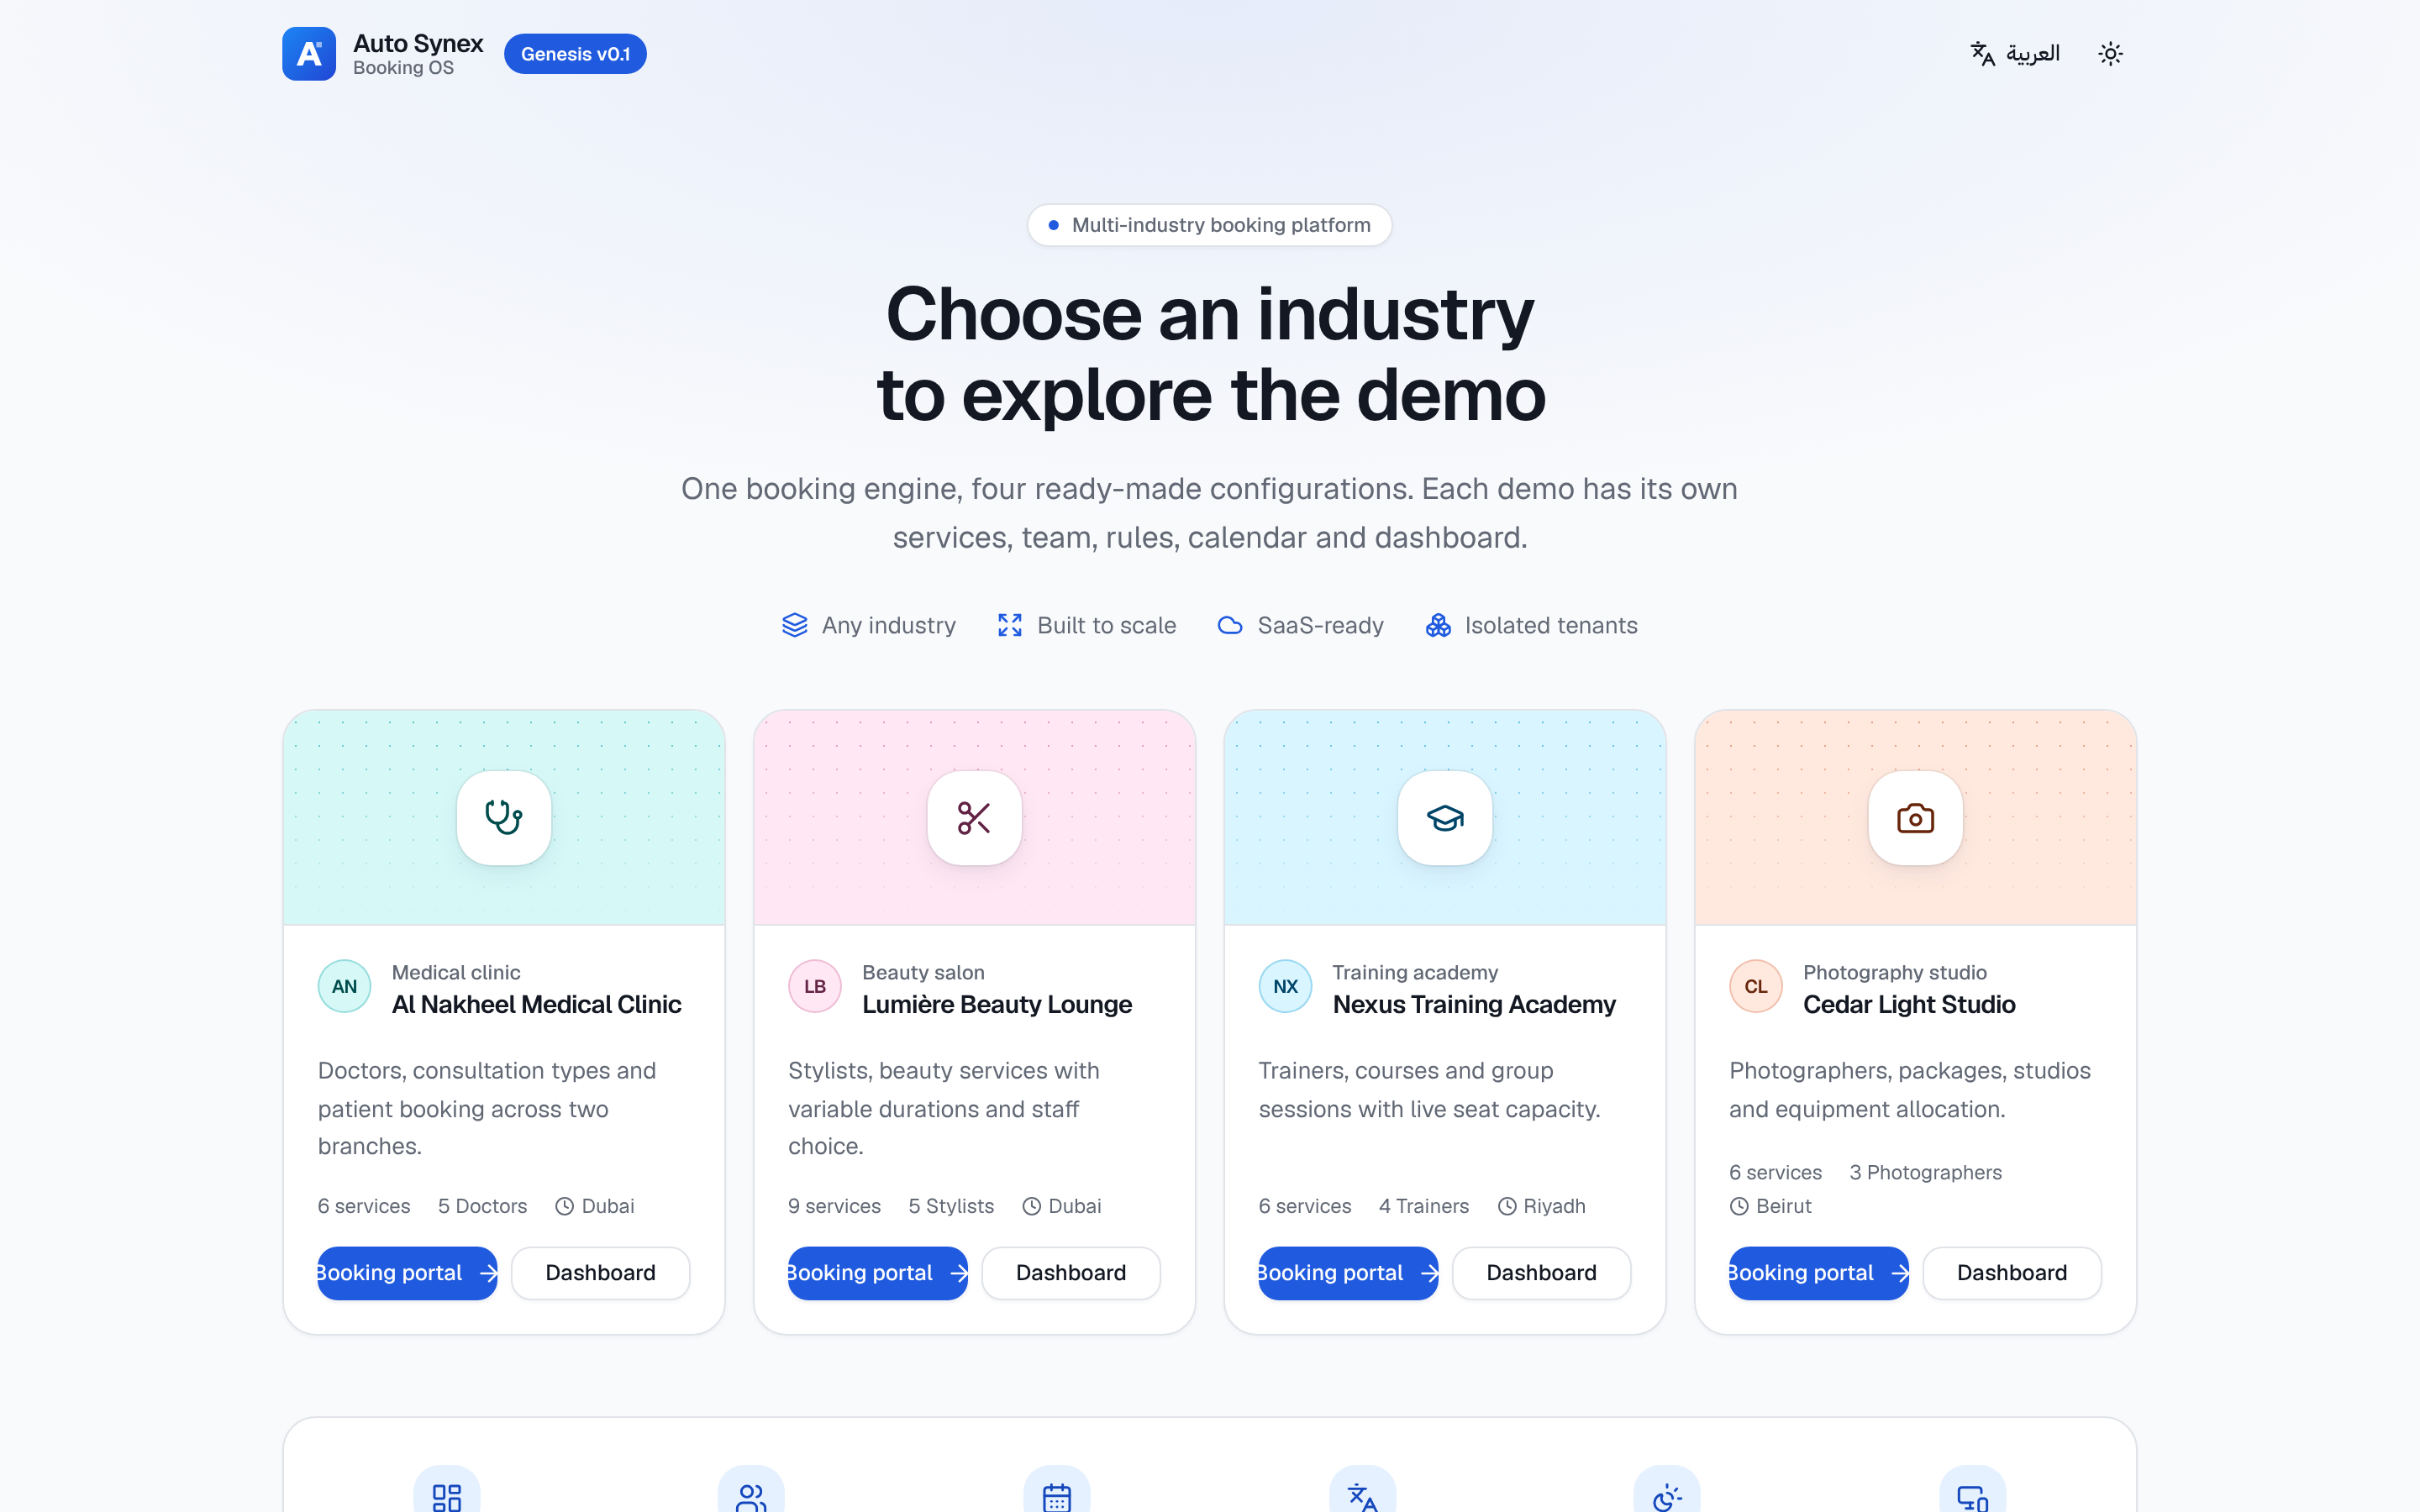 Auto Synex
Booking OS
Genesis v0.1
العربية
Multi-industry booking platform
Choose an industry
to explore the demo
One booking engine, four ready-made configurations. Each demo has its own
services, team, rules, calendar and dashboard.
Any industry
Built to scale
SaaS-ready
Isolated tenants
AN
Medical clinic
Al Nakheel Medical Clinic
Doctors, consultation types and
patient booking across two
branches.
6 services 5 Doctors Dubai
Booking portal
Dashboard
LB
Beauty salon
Lumière Beauty Lounge
Stylists, beauty services with
variable durations and staff
choice.
9 services 5 Stylists Dubai
Booking portal
Dashboard
NX
Training academy
Nexus Training Academy
Trainers, courses and group
sessions with live seat capacity.
6 services 4 Trainers Riyadh
Booking portal
Dashboard
CL
Photography studio
Cedar Light Studio
Photographers, packages, studios
and equipment allocation.
6 services 3 Photographers
Beirut
Booking portal
Dashboard